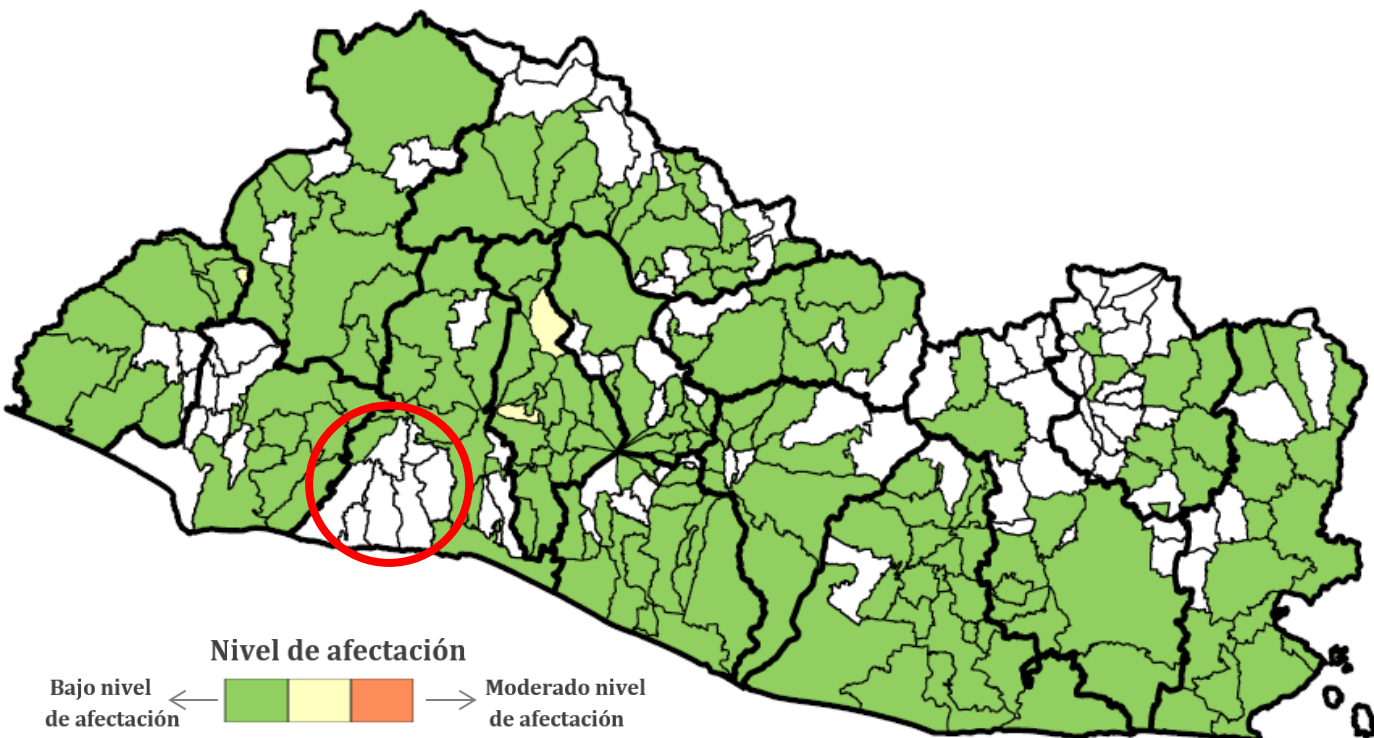 Nivel de afectación
Bajo nivel
de afectación
Moderado nivel
de afectación